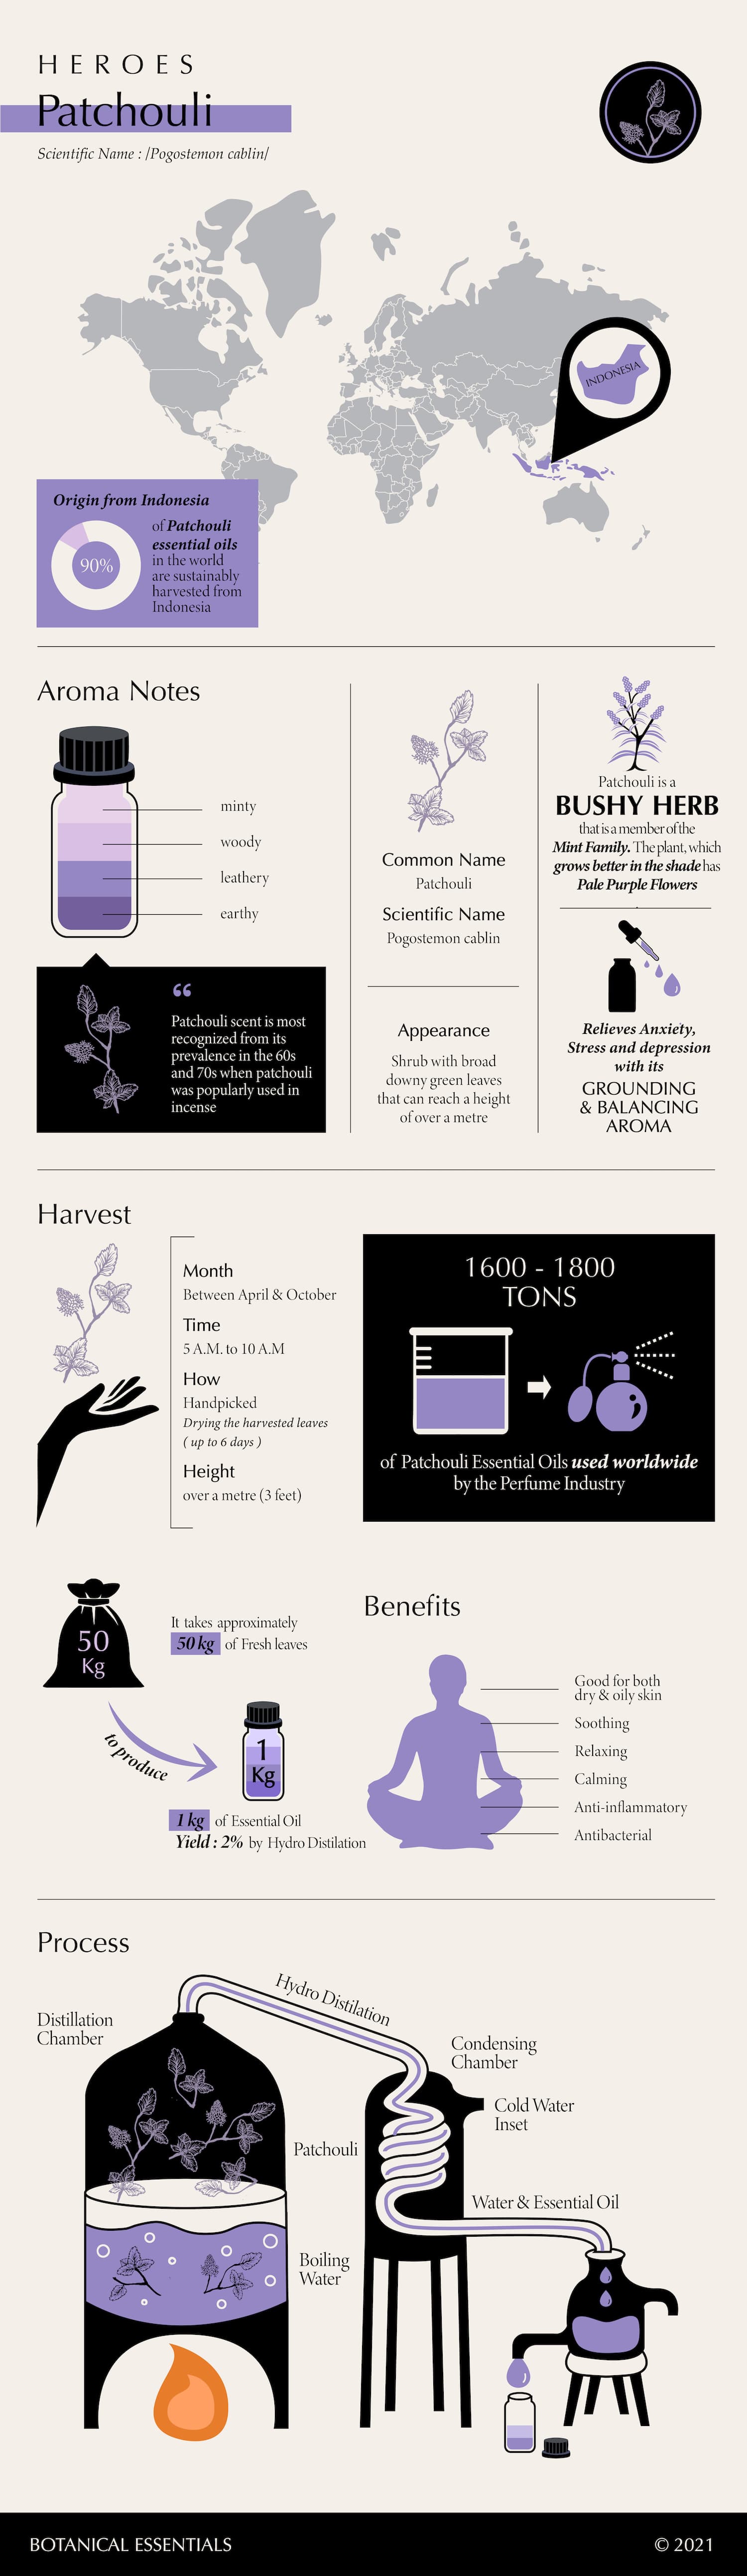 HEROES
Patchouli
Scientific Name : /Pogostemon cablin/
INDONESIA
Origin from Indonesia
90%
of Patchouli
essential oils
in the world
are sustainably
harvested from
Indonesia
Aroma Notes
minty
woody
leathery
earthy
“
Patchouli scent is most
recognized from its
prevalence in the 60s
and 70s when patchouli
was popularly used in
incense
Common Name
Patchouli
Scientific Name
Pogostemon cablin
Appearance
Shrub with broad
downy green leaves
that can reach a height
of over a metre
Patchouli is a
BUSHY HERB
that is a member of the
Mint Family. The plant, which
grows better in the shade has
Pale Purple Flowers
Relieves Anxiety,
Stress and depression
with its
GROUNDING
& BALANCING
AROMA
Harvest
Month
Between April & October
Time
5 A.M. to 10 A.M
How
Handpicked
Drying the harvested leaves
( up to 6 days )
Height
over a metre (3 feet)
1600 - 1800
TONS
of Patchouli Essential Oils used worldwide
by the Perfume Industry
50
Kg
It takes approximately
50 kg of Fresh leaves
to produce
1
Kg
1 kg of Essential Oil
Yield : 2% by Hydro Distilation
Benefits
Good for both
dry & oily skin
Soothing
Relaxing
Calming
Anti-inflammatory
Antibacterial
Process
Distillation
Chamber
Hydro Distilation
Condensing
Chamber
Cold Water
Inset
Patchouli
Water & Essential Oil
Boiling
Water
BOTANICAL ESSENTIALS
© 2021